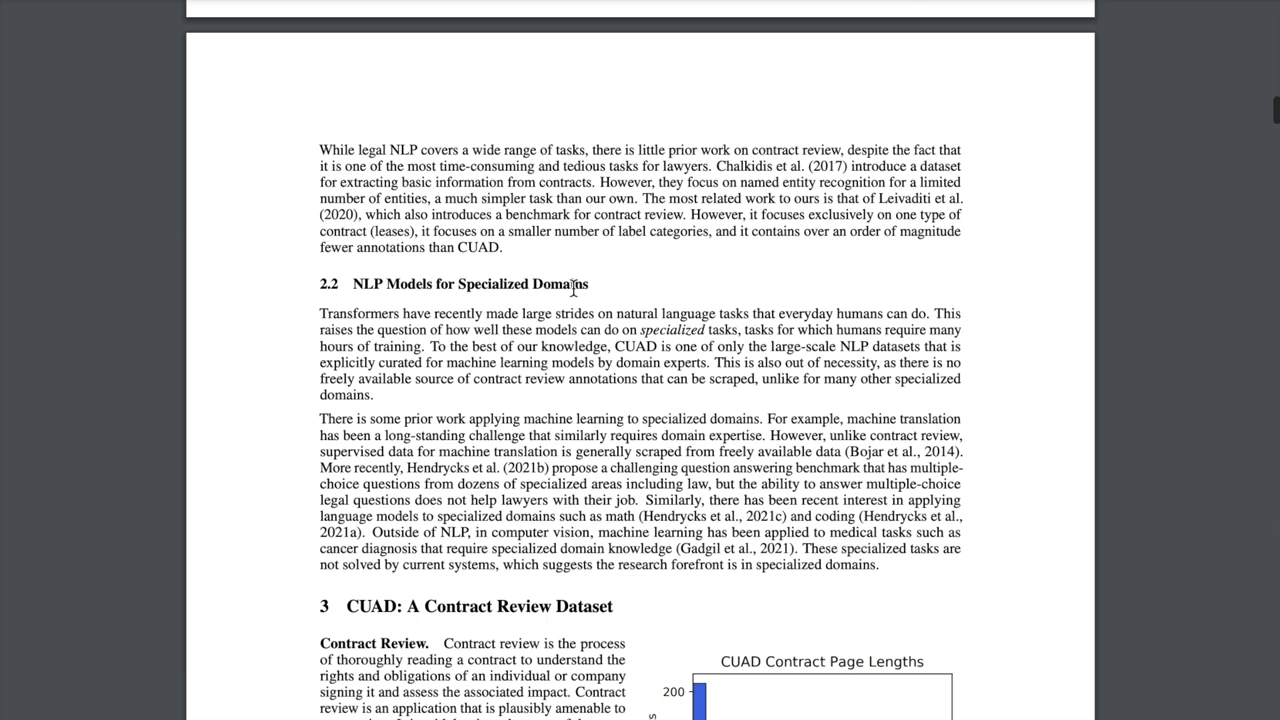 While legal NLP covers a wide range of tasks, there is little prior work on contract review, despite the fact that
it is one of the most time-consuming and tedious tasks for lawyers. Chalkidis et al. (2017) introduce a dataset
for extracting basic information from contracts. However, they focus on named entity recognition for a limited
number of entities, a much simpler task than our own. The most related work to ours is that of Leivaditi et al.
(2020), which also introduces a benchmark for contract review. However, it focuses exclusively on one type of
contract (leases), it focuses on a smaller number of label categories, and it contains over an order of magnitude
fewer annotations than CUAD.
2.2 NLP Models for Specialized Domains
Transformers have recently made large strides on natural language tasks that everyday humans can do. This
raises the question of how well these models can do on specialized tasks, tasks for which humans require many
hours of training. To the best of our knowledge, CUAD is one of only the large-scale NLP datasets that is
explicitly curated for machine learning models by domain experts. This is also out of necessity, as there is no
freely available source of contract review annotations that can be scraped, unlike for many other specialized
domains.
There is some prior work applying machine learning to specialized domains. For example, machine translation
has been a long-standing challenge that similarly requires domain expertise. However, unlike contract review,
supervised data for machine translation is generally scraped from freely available data (Bojar et al., 2014).
More recently, Hendrycks et al. (2021b) propose a challenging question answering benchmark that has multiple-
choice questions from dozens of specialized areas including law, but the ability to answer multiple-choice
legal questions does not help lawyers with their job. Similarly, there has been recent interest in applying
language models to specialized domains such as math (Hendrycks et al., 2021c) and coding (Hendrycks et al.,
2021a). Outside of NLP, in computer vision, machine learning has been applied to medical tasks such as
cancer diagnosis that require specialized domain knowledge (Gadgil et al., 2021). These specialized tasks are
not solved by current systems, which suggests the research forefront is in specialized domains.
3 CUAD: A Contract Review Dataset
Contract Review. Contract review is the process
of thoroughly reading a contract to understand the
rights and obligations of an individual or company
signing it and assess the associated impact. Contract
review is an application that is plausibly amenable to
CUAD Contract Page Lengths
200